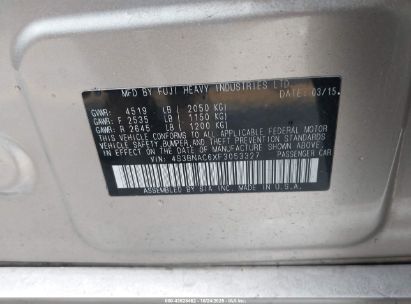 MFD BY FUJI HEAVY INDUSTRIES LTD. 03/15
GVWR: 4519 LB ( 2050 KG)
GAWR: F 2535 LB ( 1150 KG)
GAWR: R 2645 LB ( 1200 KG)
THIS VEHICLE CONFORMS TO ALL APPLICABLE FEDERAL MOTOR
VEHICLE SAFETY, BUMPER, AND THEFT PREVENTION STANDARDS
IN EFFECT ON THE DATE OF MANUFACTURE SHOWN ABOVE.
VIN: 4S3BNAC6XF3053327 PASSENGER CAR
ASSEMBLED BY SIA, INC. MADE IN U.S.A.